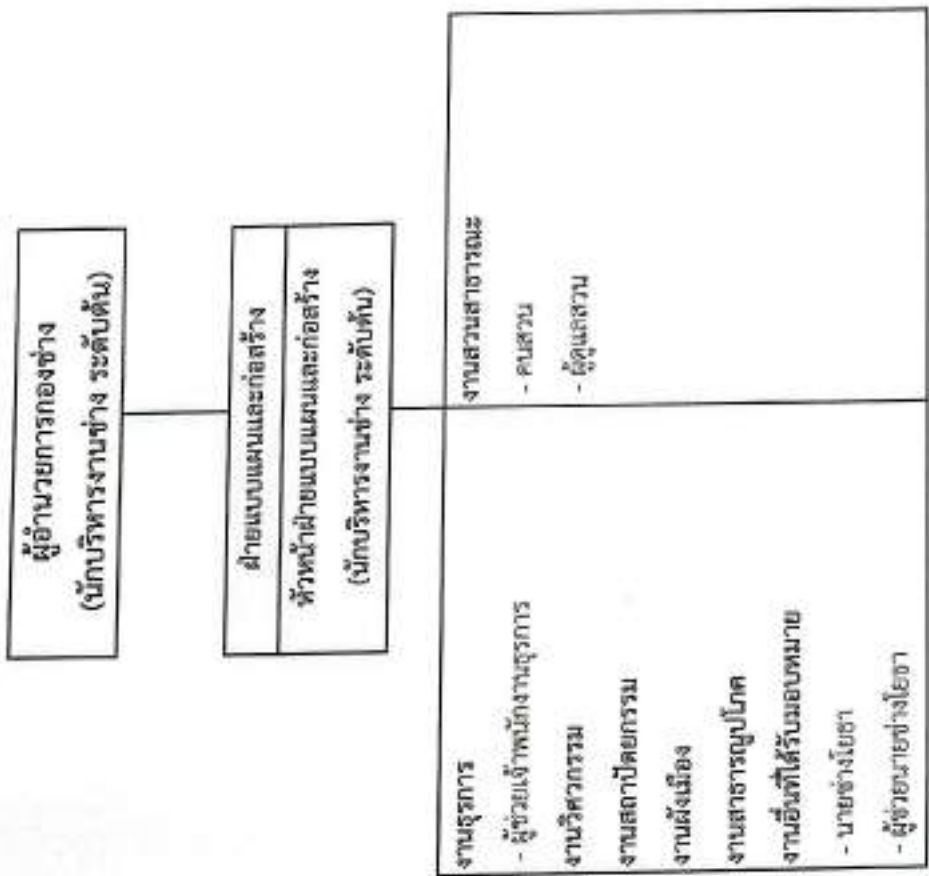 ผู้อำนวยการกองช่าง
(นักบริหารงานช่าง ระดับต้น)
ฝ่ายแบบแผนและก่อสร้าง
หัวหน้าฝ่ายแบบแผนและก่อสร้าง
(นักบริหารงานช่าง ระดับต้น)
งานธุรการ
- ผู้ช่วยเจ้าพนักงานธุรการ
งานวิศวกรรม
งานสถาปัตยกรรม
งานผังเมือง
งานสาธารณูปโภค
งานอื่นที่ได้รับมอบหมาย
- นายช่างโยธา
- ผู้ช่วยนายช่างโยธา
งานสวนสาธารณะ
- คนสวน
- ผู้ดูแลสวน